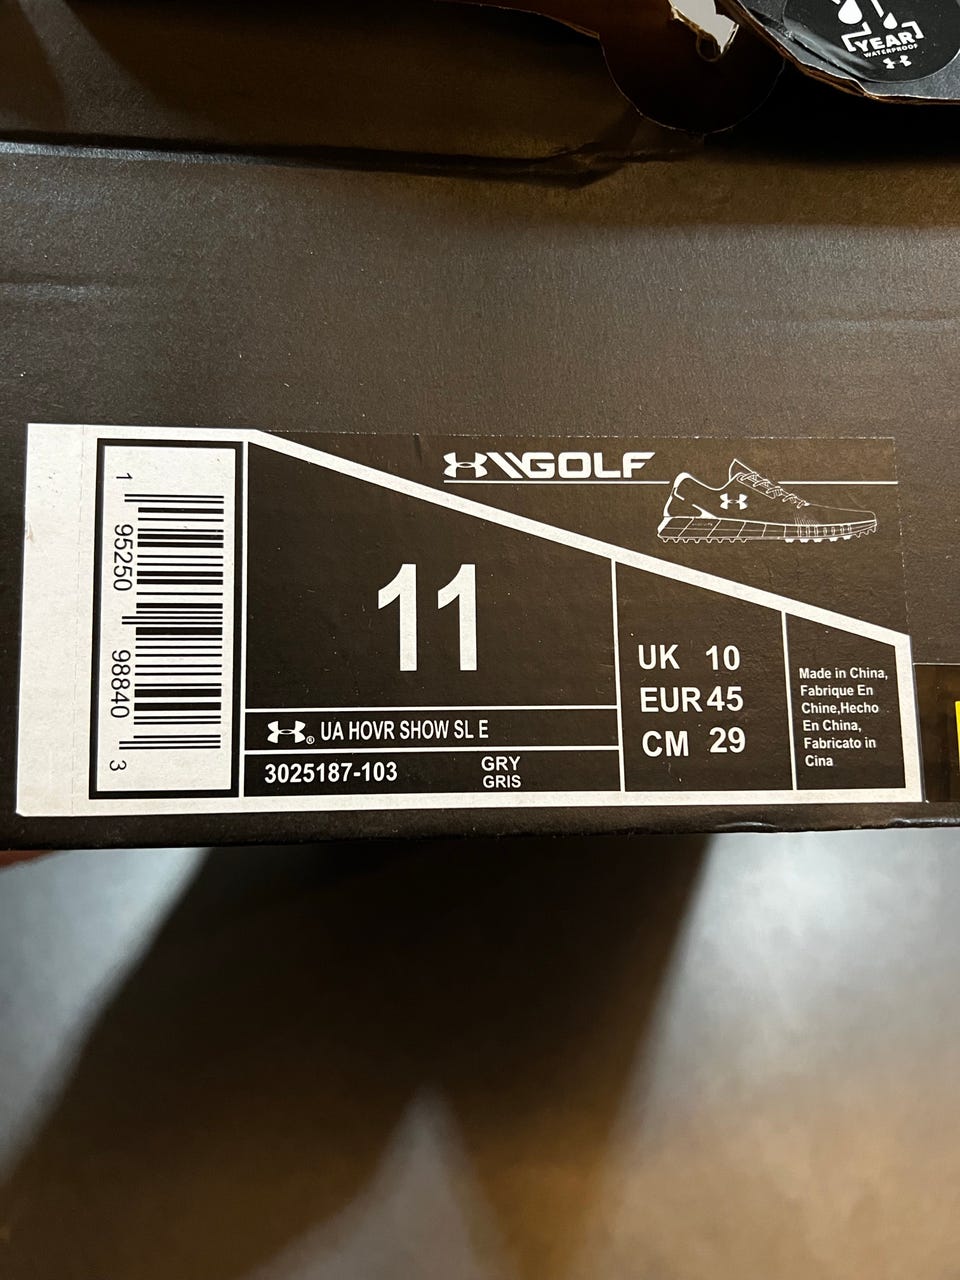 YEAR
WATERPROOF
GOLF
1 95250 98840 3
11
UK 10
EUR 45
CM 29
Made in China,
Fabrique En
Chine,Hecho
En China,
Fabricato in
Cina
UA HOVR SHOW SL E
3025187-103
GRY
GRIS